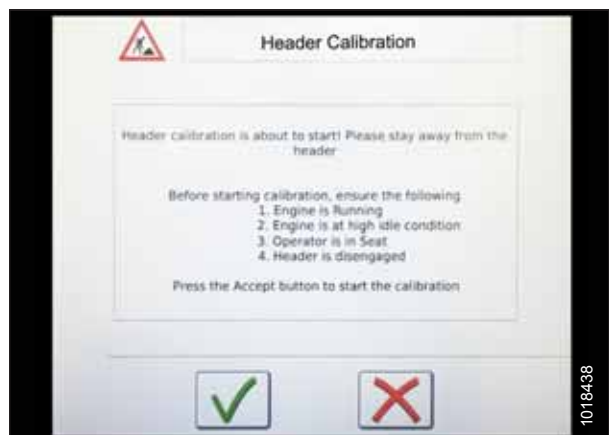 Header Calibration
Header calibration is about to start! Please stay away from the
header
Before starting calibration, ensure the following
1. Engine is Running
2. Engine is at high idle condition
3. Operator is in Seat
4. Header is disengaged
Press the Accept button to start the calibration
1018438